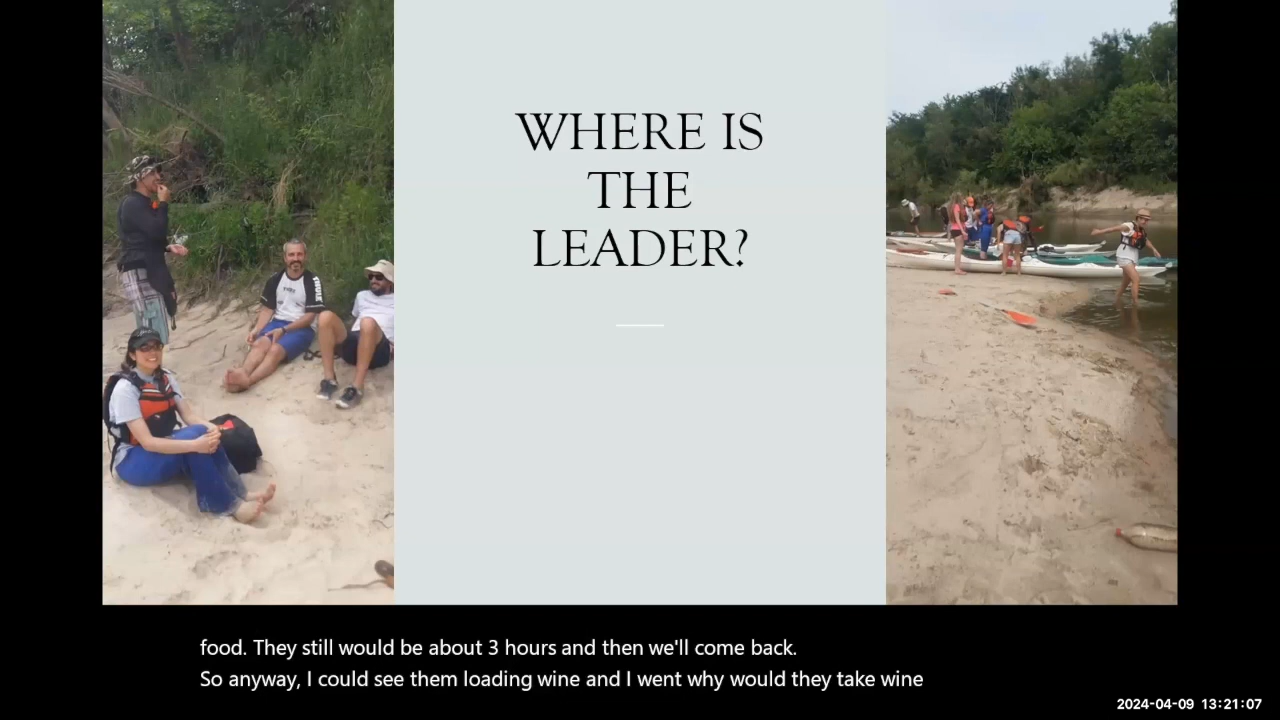 WHERE IS
THE
LEADER?
food. They still would be about 3 hours and then we'll come back.
So anyway, I could see them loading wine and I went why would they take wine
2024-04-09 13:21:07